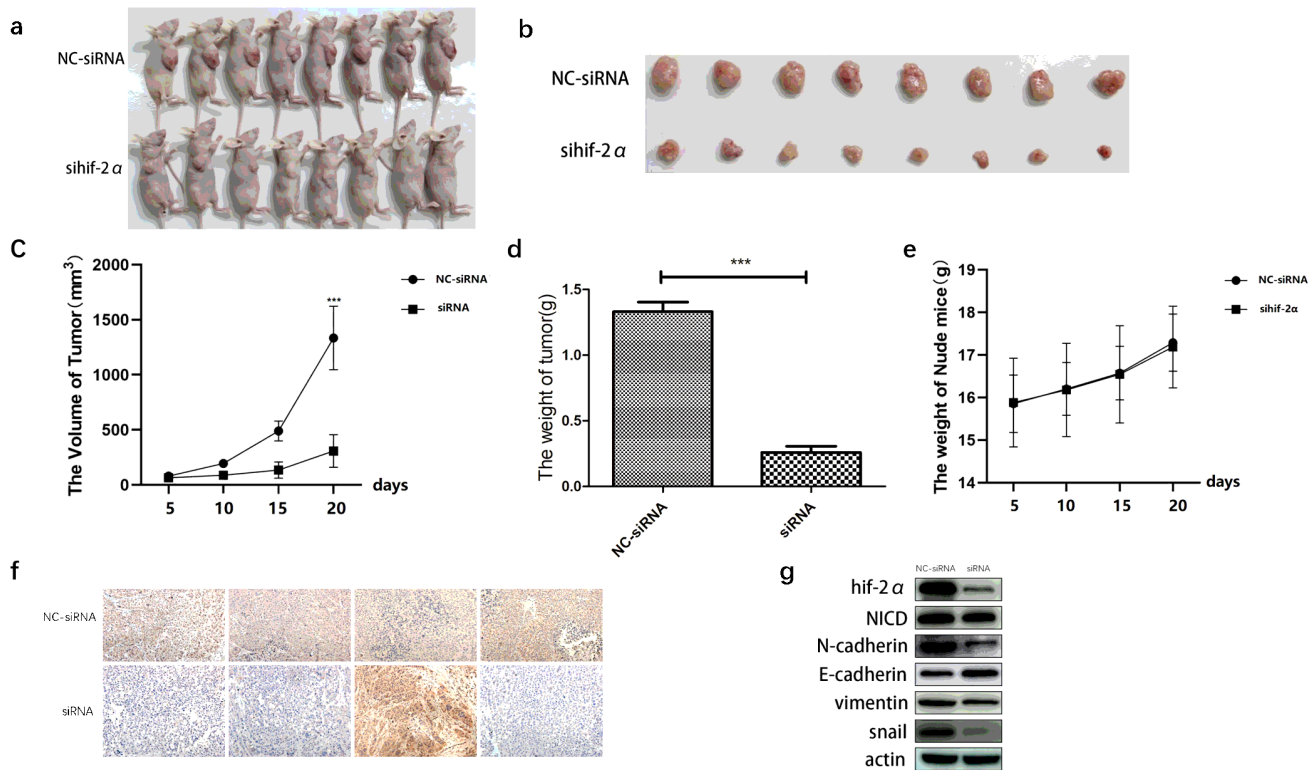 a
NC-siRNA
sihif-2α
b
NC-siRNA
sihif-2α
c
The Volume of Tumor(mm³)
2000
1500
1000
500
0
5 10 15 20
days
***
NC-siRNA
siRNA
d
The weight of tumor(g)
1.5
1.0
0.5
0.0
***
NC-siRNA
siRNA
e
The weight of Nude mice(g)
19
18
17
16
15
14
5 10 15 20
days
NC-siRNA
sihif-2α
f
NC-siRNA
siRNA
g
NC-siRNA siRNA
hif-2α
NICD
N-cadherin
E-cadherin
vimentin
snail
actin